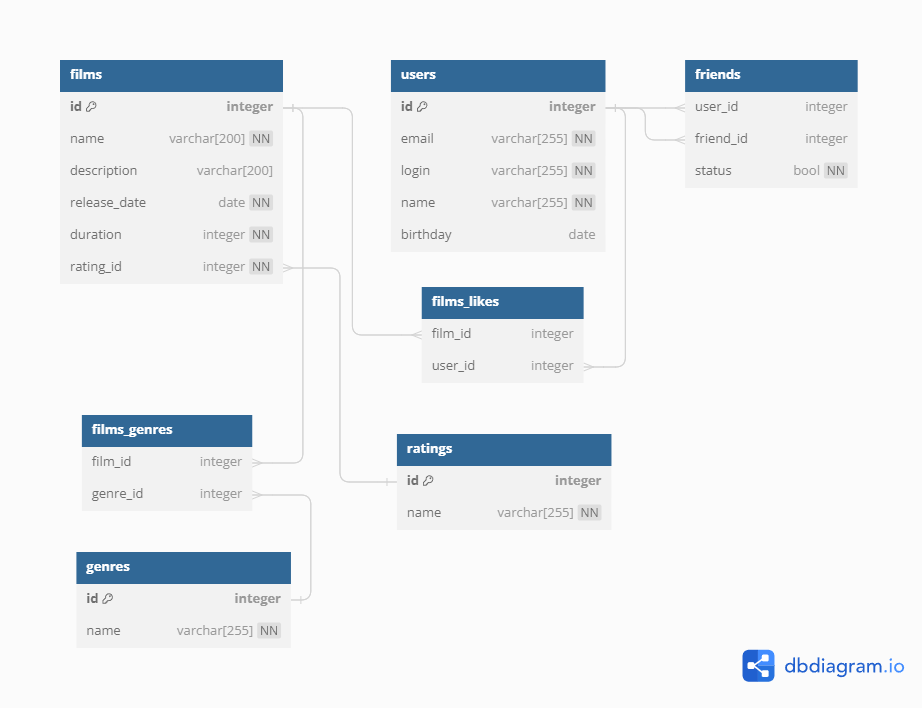 films
id integer
name varchar[200] NN
description varchar[200]
release_date date NN
duration integer NN
rating_id integer NN
users
id integer
email varchar[255] NN
login varchar[255] NN
name varchar[255] NN
birthday date
friends
user_id integer
friend_id integer
status bool NN
films_likes
film_id integer
user_id integer
films_genres
film_id integer
genre_id integer
ratings
id integer
name varchar[255] NN
genres
id integer
name varchar[255] NN
dbdiagram.io